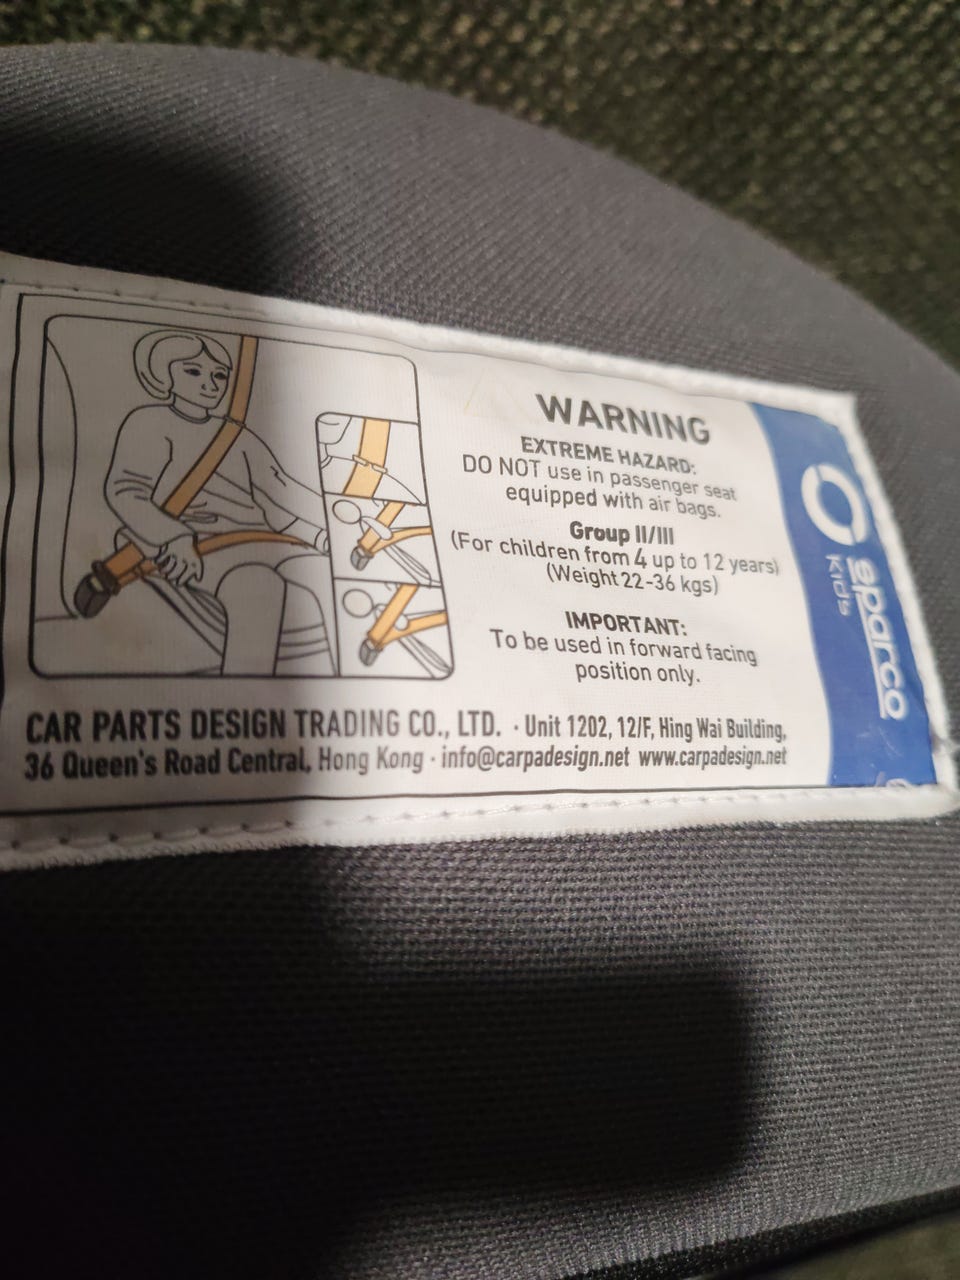 WARNING
EXTREME HAZARD:
DO NOT use in passenger seat
equipped with air bags.
Group II/III
(For children from 4 up to 12 years)
(Weight 22-36 kgs)
IMPORTANT:
To be used in forward facing
position only.
CAR PARTS DESIGN TRADING CO., LTD. · Unit 1202, 12/F, Hing Wai Building,
36 Queen's Road Central, Hong Kong · info@carpadesign.net www.carpadesign.net
sparco
kids